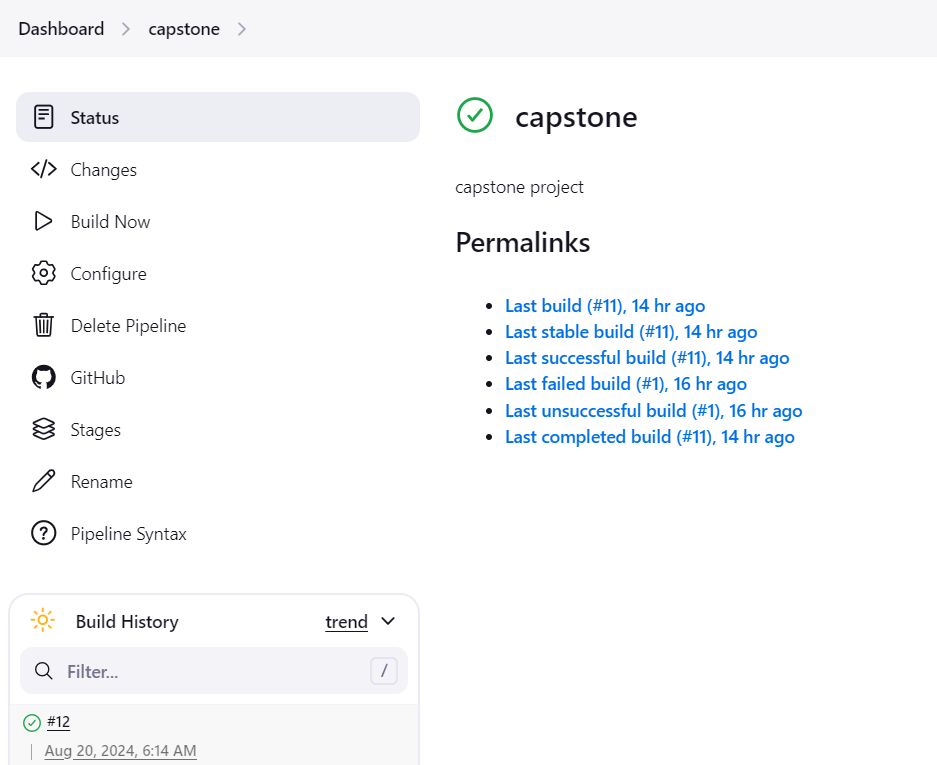 Dashboard > capstone >
Status
Changes
Build Now
Configure
Delete Pipeline
GitHub
Stages
Rename
Pipeline Syntax
Build History trend
Filter... /
#12
Aug 20, 2024, 6:14 AM
capstone
capstone project
Permalinks
• Last build (#11), 14 hr ago
• Last stable build (#11), 14 hr ago
• Last successful build (#11), 14 hr ago
• Last failed build (#1), 16 hr ago
• Last unsuccessful build (#1), 16 hr ago
• Last completed build (#11), 14 hr ago